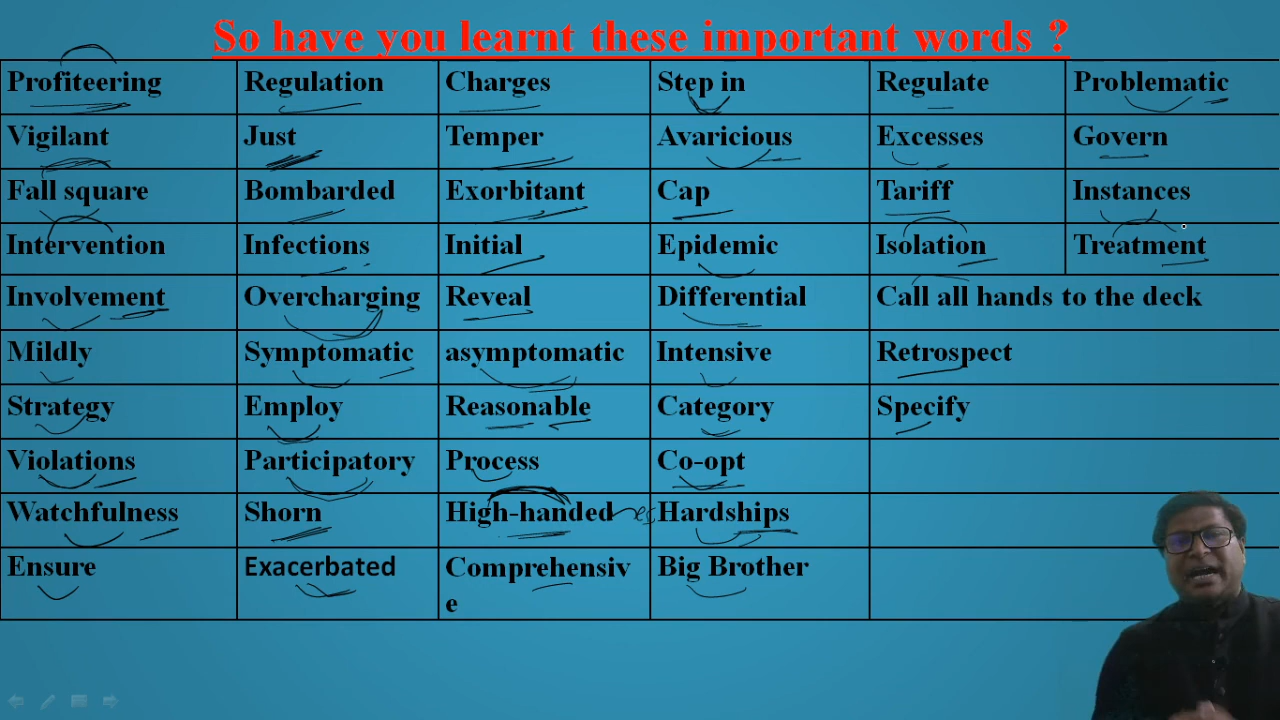 So have you learnt these important words ?
Profiteering Regulation Charges Step in Regulate Problematic
Vigilant Just Temper Avaricious Excesses Govern
Fall square Bombarded Exorbitant Cap Tariff Instances
Intervention Infections Initial Epidemic Isolation Treatment
Involvement Overcharging Reveal Differential Call all hands to the deck
Mildly Symptomatic asymptomatic Intensive Retrospect
Strategy Employ Reasonable Category Specify
Violations Participatory Process Co-opt
Watchfulness Shorn High-handed Hardships
Ensure Exacerbated Comprehensiv Big Brother
e